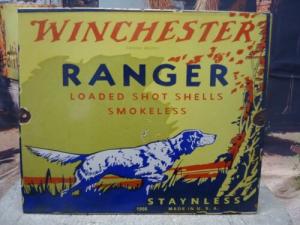 WINCHESTER
RANGER
LOADED SHOT SHELLS
SMOKELESS
STAYNLESS
MADE IN U.S.A.